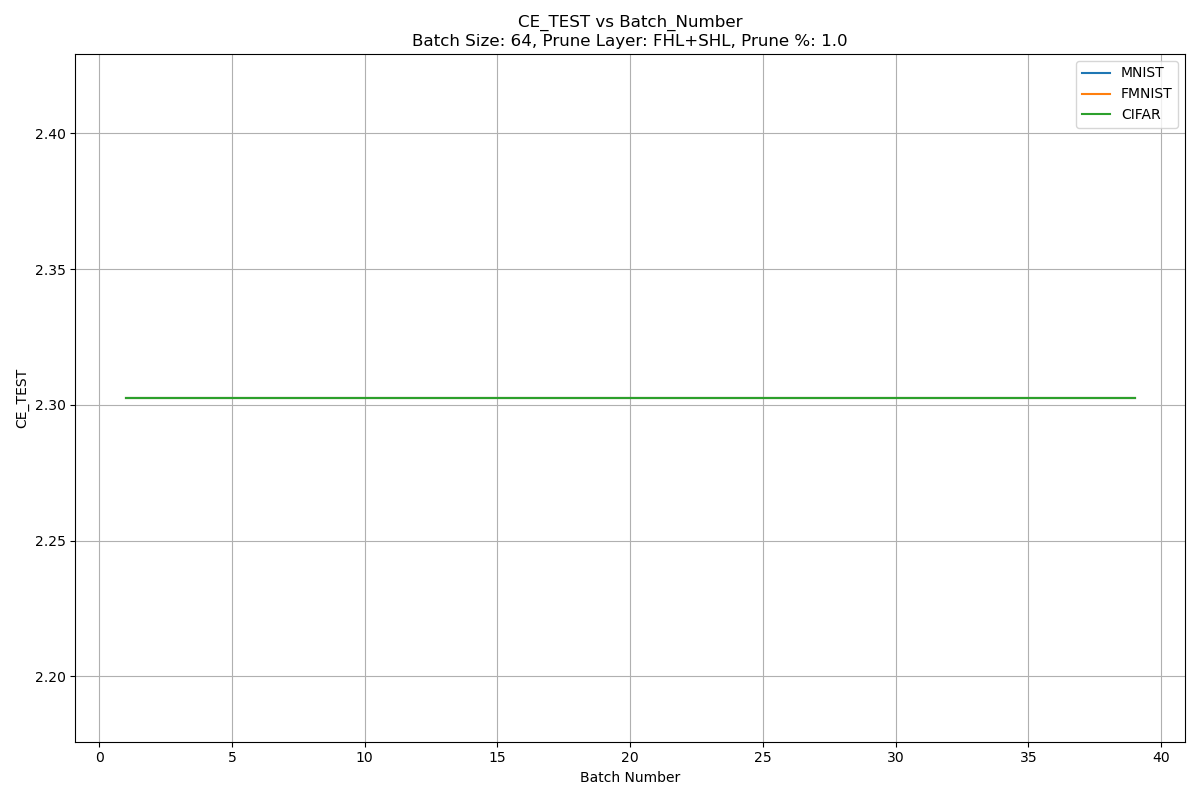 CE_TEST vs Batch_Number
Batch Size: 64, Prune Layer: FHL+SHL, Prune %: 1.0
MNIST
FMNIST
CIFAR
CE_TEST
2.40
2.35
2.30
2.25
2.20
0 5 10 15 20 25 30 35 40
Batch Number